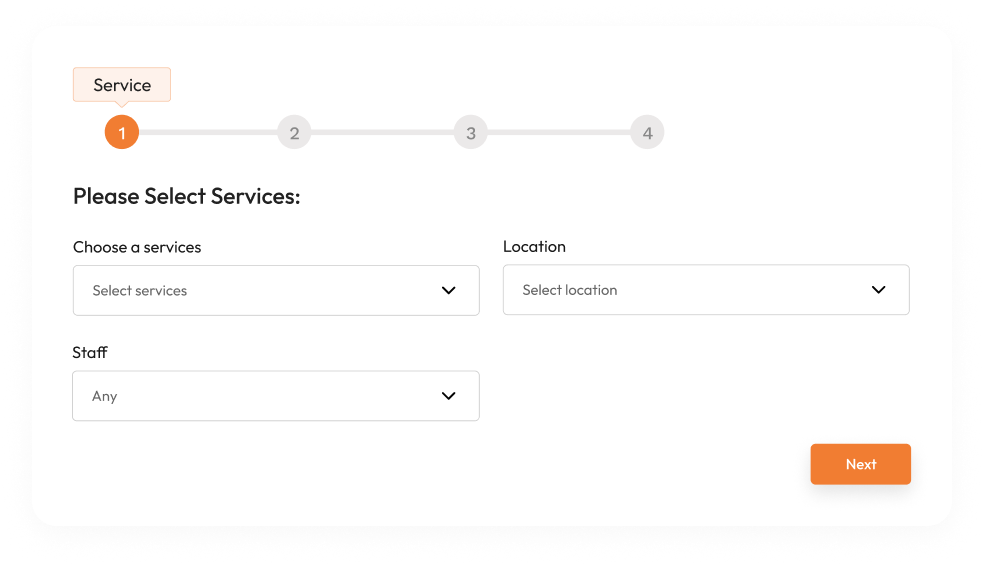 Service
1 2 3 4
Please Select Services:
Choose a services
Location
Select services
Select location
Staff
Any
Next